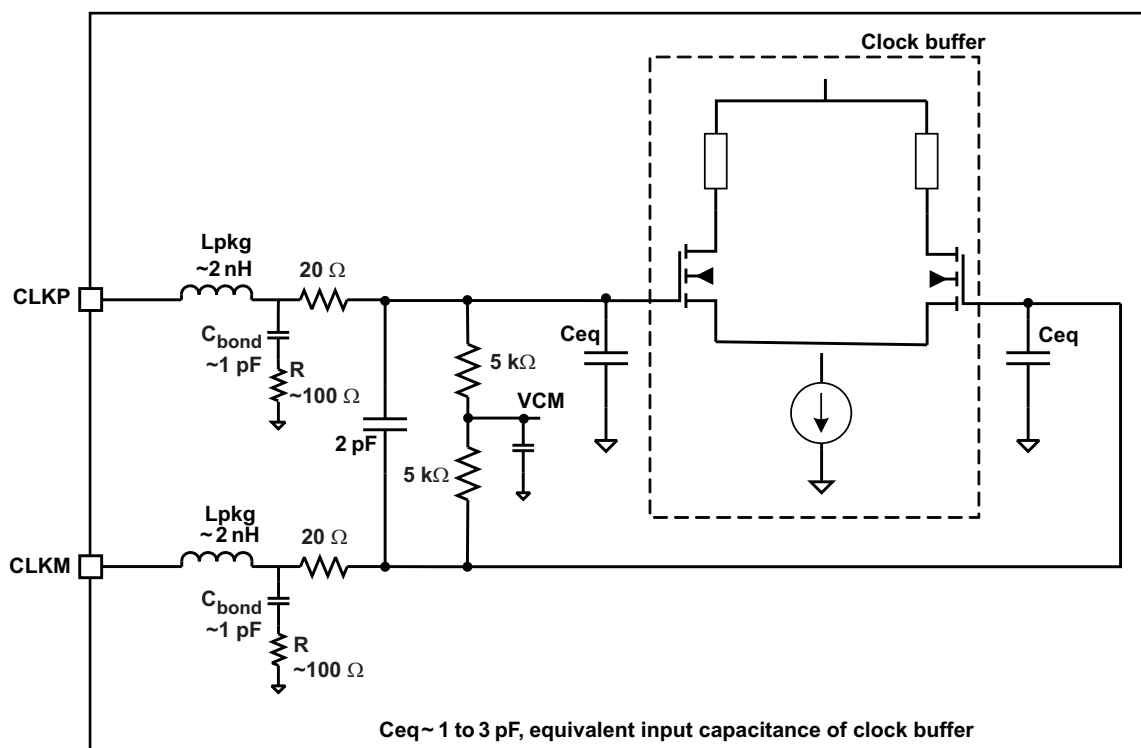 Clock buffer
Lpkg
~2 nH
20 Ω
CLKP
C_bond
~1 pF
R
~100 Ω
5 kΩ
VCM
2 pF
5 kΩ
Ceq
Ceq
Lpkg
~ 2 nH
20 Ω
CLKM
C_bond
~1 pF
R
~100 Ω
Ceq ~ 1 to 3 pF, equivalent input capacitance of clock buffer